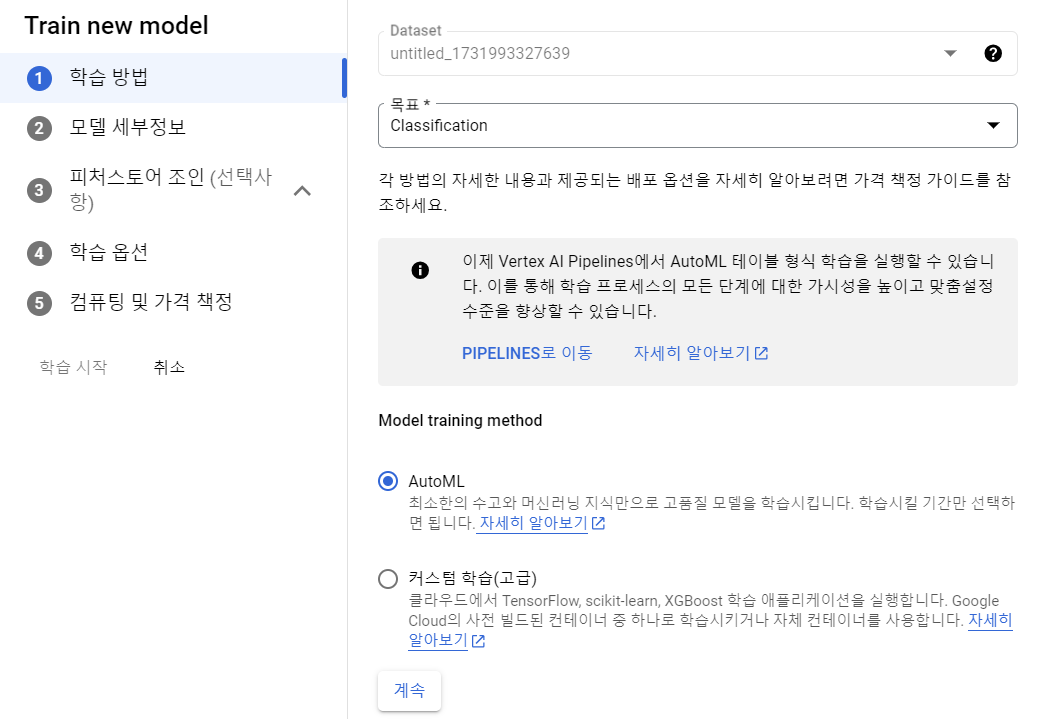 Train new model
1 학습 방법
2 모델 세부정보
3 피처스토어 조인 (선택사
항)
4 학습 옵션
5 컴퓨팅 및 가격 책정
학습 시작 취소
Dataset
untitled_1731993327639
목표 *
Classification
각 방법의 자세한 내용과 제공되는 배포 옵션을 자세히 알아보려면 가격 책정 가이드를 참
조하세요.
이제 Vertex AI Pipelines에서 AutoML 테이블 형식 학습을 실행할 수 있습니
다. 이를 통해 학습 프로세스의 모든 단계에 대한 가시성을 높이고 맞춤설정
수준을 향상할 수 있습니다.
PIPELINES로 이동 자세히 알아보기
Model training method
AutoML
최소한의 수고와 머신러닝 지식만으로 고품질 모델을 학습시킵니다. 학습시킬 기간만 선택하
면 됩니다. 자세히 알아보기
커스텀 학습(고급)
클라우드에서 TensorFlow, scikit-learn, XGBoost 학습 애플리케이션을 실행합니다. Google
Cloud의 사전 빌드된 컨테이너 중 하나로 학습시키거나 자체 컨테이너를 사용합니다. 자세히
알아보기
계속